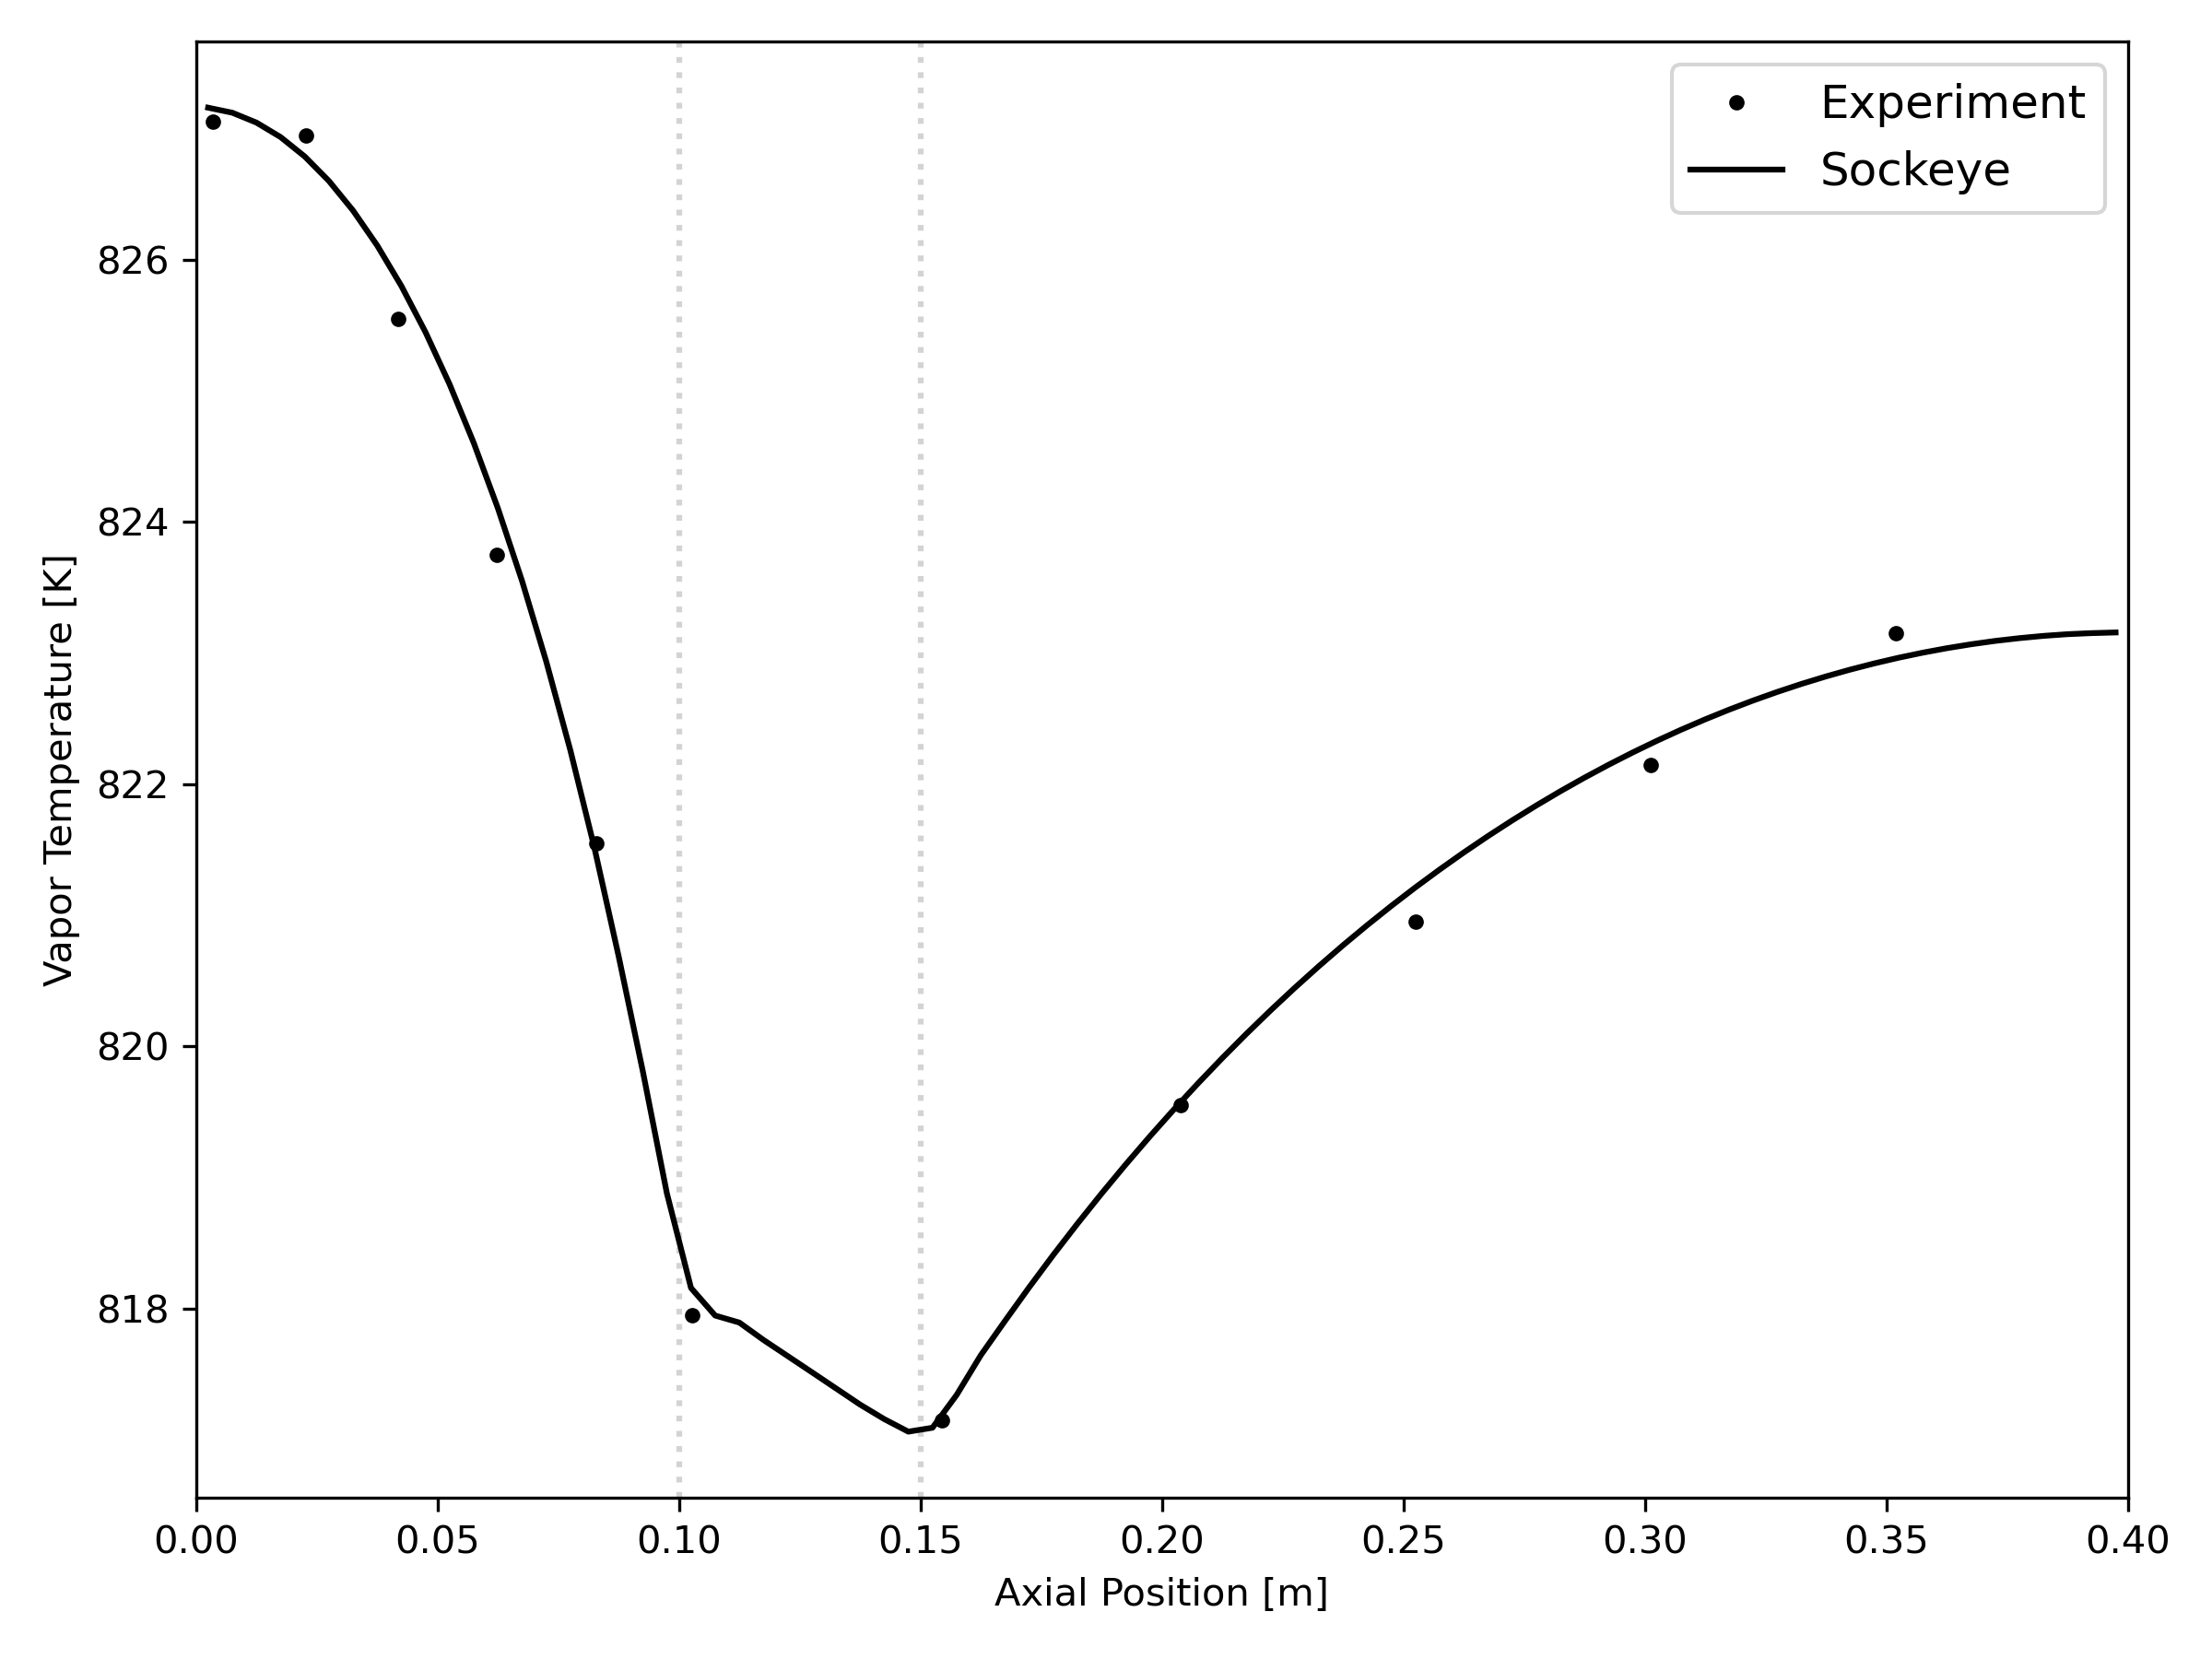 Experiment
Sockeye
826
824
822
820
818
Vapor Temperature [K]
0.00 0.05 0.10 0.15 0.20 0.25 0.30 0.35 0.40
Axial Position [m]